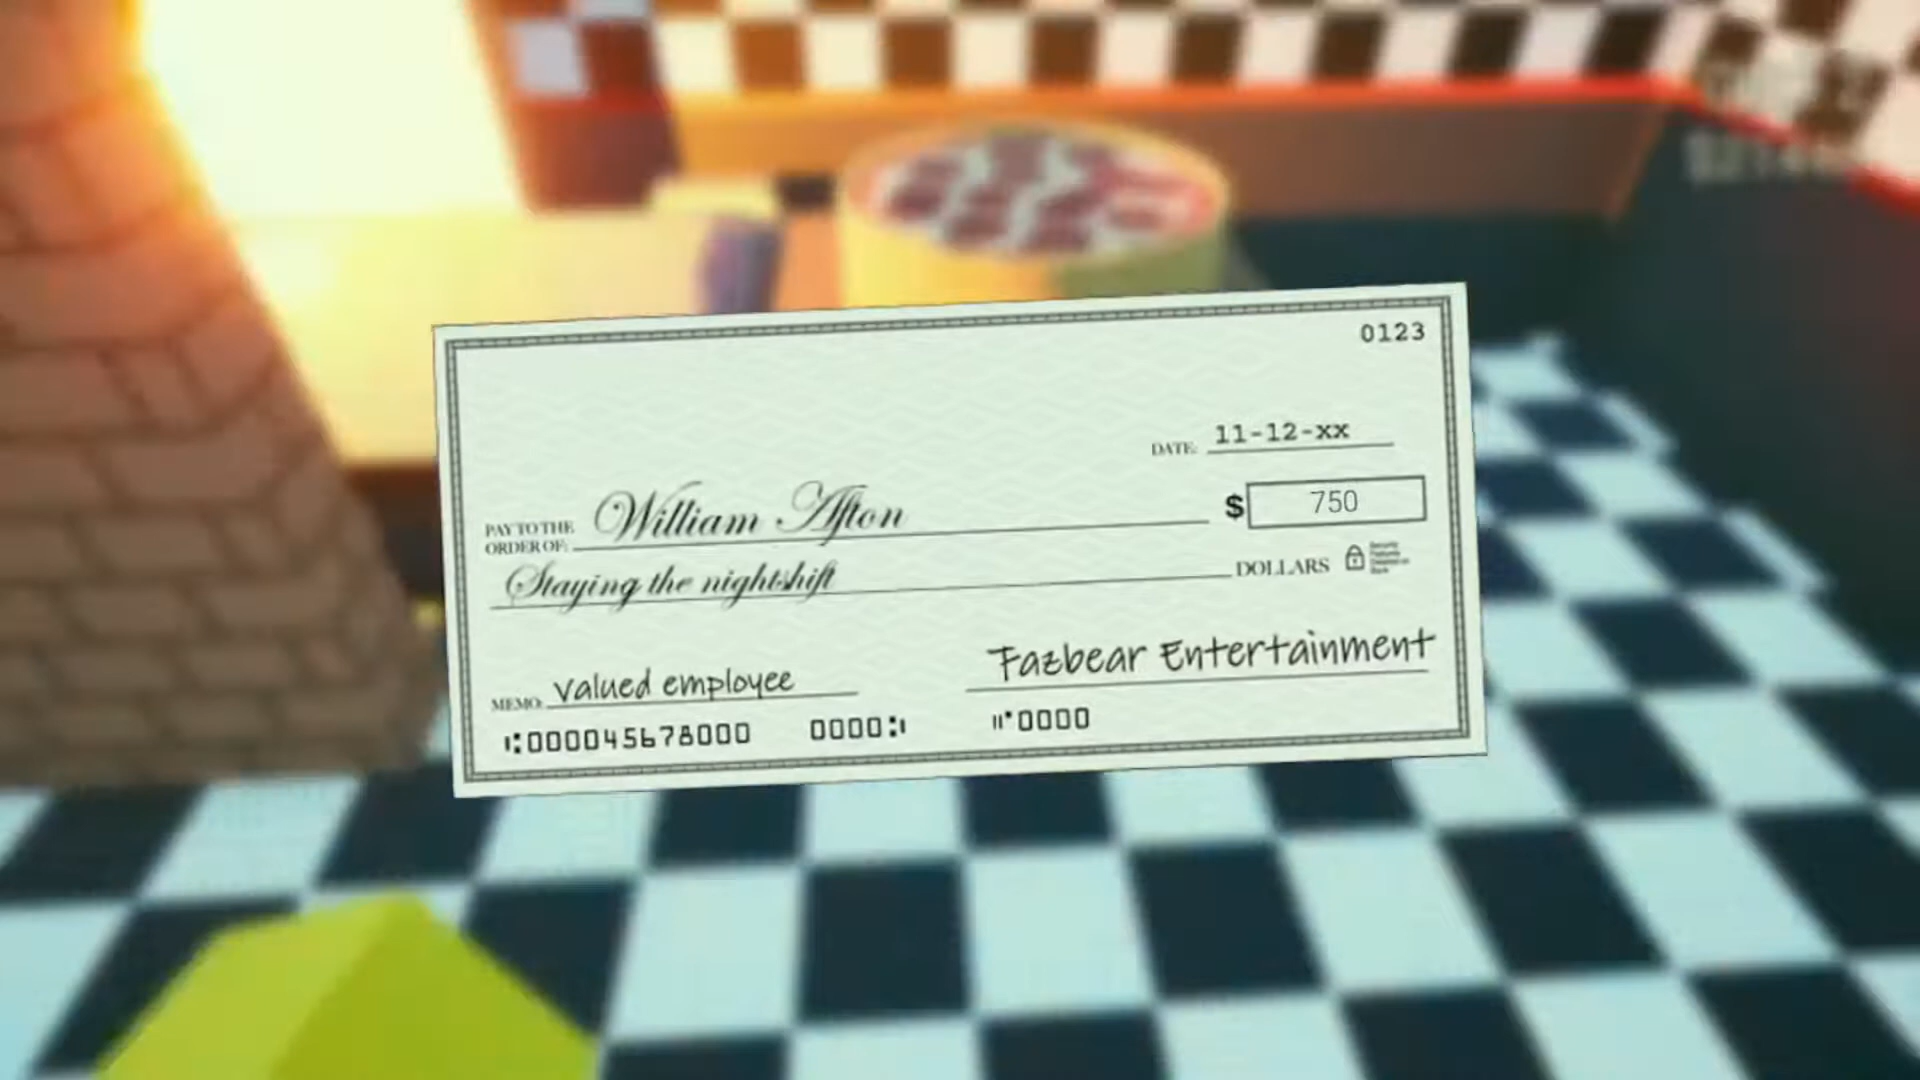 0123
DATE: 11-12-xx
PAY TO THE
ORDER OF: William Afton $ 750
Staying the nightshift DOLLARS
MEMO: valued employee Fazbear Entertainment
⑆000045678000 0000⑆ ⑈0000